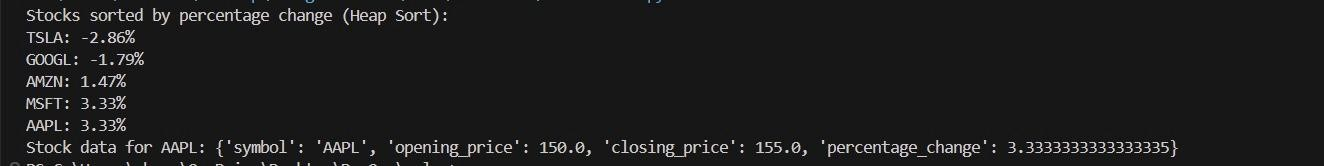 Stocks sorted by percentage change (Heap Sort):
TSLA: -2.86%
GOOGL: -1.79%
AMZN: 1.47%
MSFT: 3.33%
AAPL: 3.33%
Stock data for AAPL: {'symbol': 'AAPL', 'opening_price': 150.0, 'closing_price': 155.0, 'percentage_change': 3.3333333333333335}